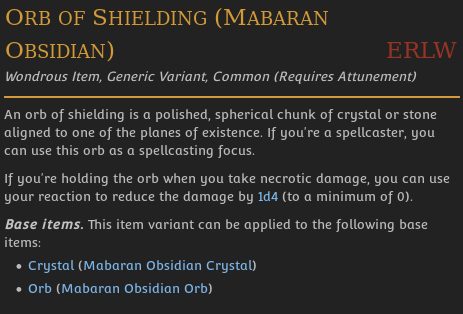 ORB OF SHIELDING (MABARAN
OBSIDIAN) ERLW
Wondrous Item, Generic Variant, Common (Requires Attunement)
An orb of shielding is a polished, spherical chunk of crystal or stone
aligned to one of the planes of existence. If you're a spellcaster, you
can use this orb as a spellcasting focus.
If you're holding the orb when you take necrotic damage, you can use
your reaction to reduce the damage by 1d4 (to a minimum of 0).
Base items. This item variant can be applied to the following base
items:
• Crystal (Mabaran Obsidian Crystal)
• Orb (Mabaran Obsidian Orb)